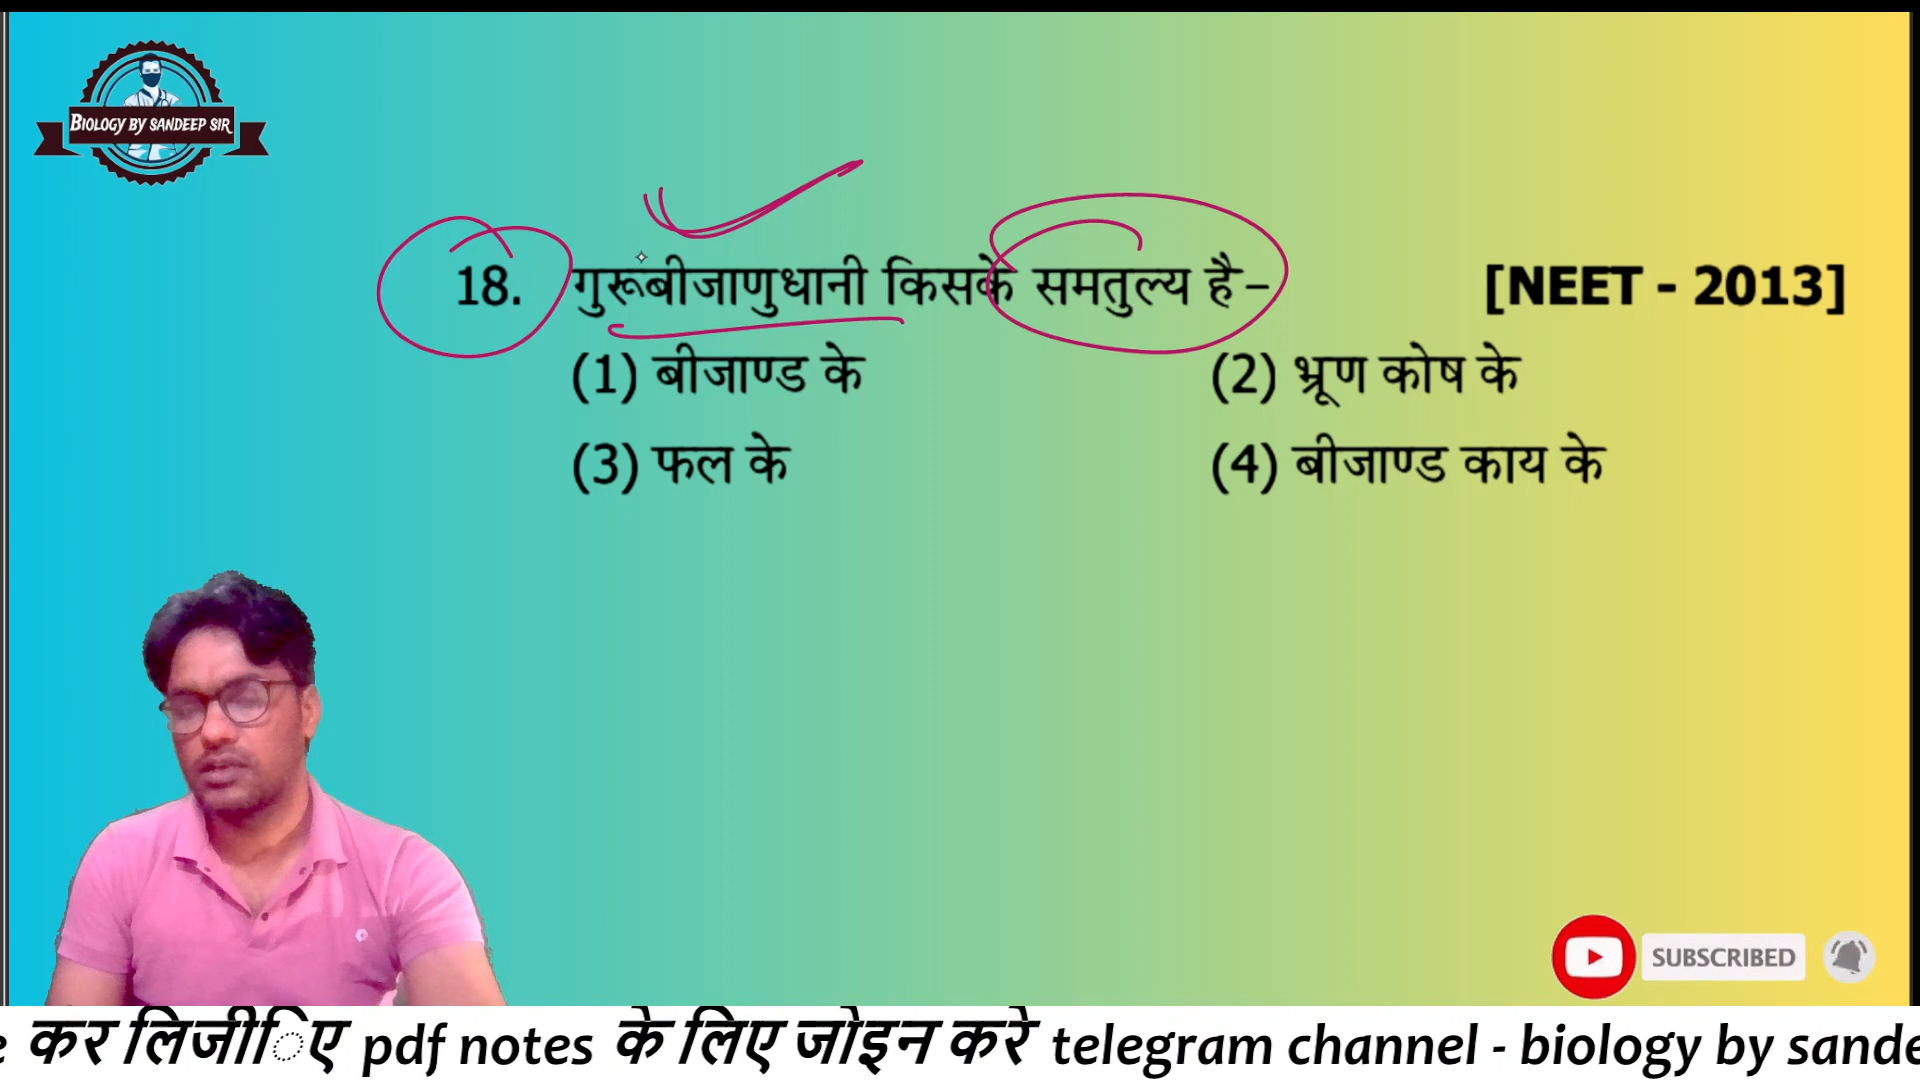 BIOLOGY BY SANDEEP SIR
18. गुरूबीजाणुधानी किसके समतुल्य है– [NEET - 2013]
(1) बीजाण्ड के (2) भ्रूण कोष के
(3) फल के (4) बीजाण्ड काय के
SUBSCRIBED
कर लिजीिए pdf notes के लिए जोइन करे telegram channel - biology by sande